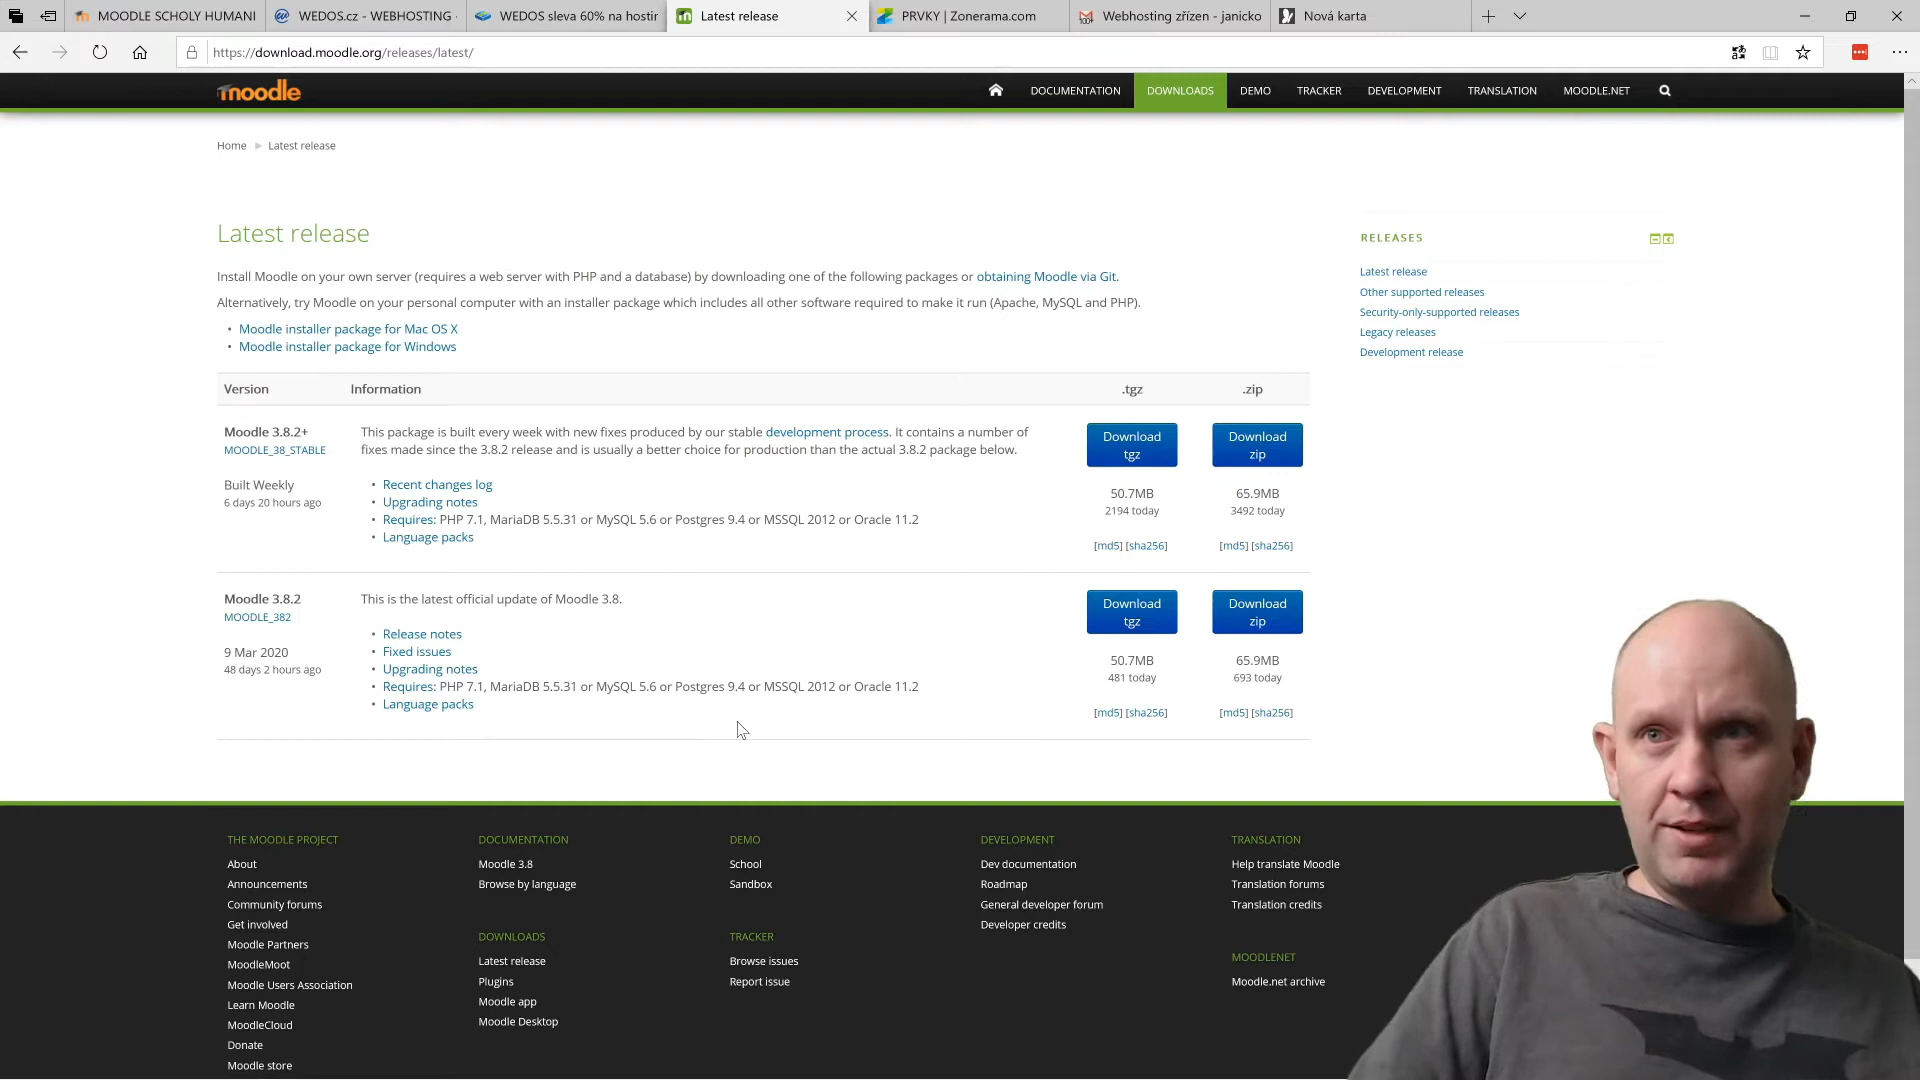 MOODLE SCHOLY HUMANI
WEDOS.cz - WEBHOSTING
WEDOS sleva 60% na hostin
Latest release
PRVKY | Zonerama.com
Webhosting zřízen - janicko
Nová karta
https://download.moodle.org/releases/latest/
moodle
DOCUMENTATION
DOWNLOADS
DEMO
TRACKER
DEVELOPMENT
TRANSLATION
MOODLE.NET
Home
Latest release
Latest release
Install Moodle on your own server (requires a web server with PHP and a database) by downloading one of the following packages or obtaining Moodle via Git.
Alternatively, try Moodle on your personal computer with an installer package which includes all other software required to make it run (Apache, MySQL and PHP).
• Moodle installer package for Mac OS X
• Moodle installer package for Windows
RELEASES
Latest release
Other supported releases
Security-only-supported releases
Legacy releases
Development release
Version
Information
.tgz
.zip
Moodle 3.8.2+
MOODLE_38_STABLE
Built Weekly
6 days 20 hours ago
This package is built every week with new fixes produced by our stable development process. It contains a number of
fixes made since the 3.8.2 release and is usually a better choice for production than the actual 3.8.2 package below.
• Recent changes log
• Upgrading notes
• Requires: PHP 7.1, MariaDB 5.5.31 or MySQL 5.6 or Postgres 9.4 or MSSQL 2012 or Oracle 11.2
• Language packs
Download
tgz
50.7MB
2194 today
[md5] [sha256]
Download
zip
65.9MB
3492 today
[md5] [sha256]
Moodle 3.8.2
MOODLE_382
9 Mar 2020
48 days 2 hours ago
This is the latest official update of Moodle 3.8.
• Release notes
• Fixed issues
• Upgrading notes
• Requires: PHP 7.1, MariaDB 5.5.31 or MySQL 5.6 or Postgres 9.4 or MSSQL 2012 or Oracle 11.2
• Language packs
Download
tgz
50.7MB
481 today
[md5] [sha256]
Download
zip
65.9MB
693 today
[md5] [sha256]
THE MOODLE PROJECT
About
Announcements
Community forums
Get involved
Moodle Partners
MoodleMoot
Moodle Users Association
Learn Moodle
MoodleCloud
Donate
Moodle store
DOCUMENTATION
Moodle 3.8
Browse by language
DOWNLOADS
Latest release
Plugins
Moodle app
Moodle Desktop
DEMO
School
Sandbox
TRACKER
Browse issues
Report issue
DEVELOPMENT
Dev documentation
Roadmap
General developer forum
Developer credits
TRANSLATION
Help translate Moodle
Translation forums
Translation credits
MOODLENET
Moodle.net archive